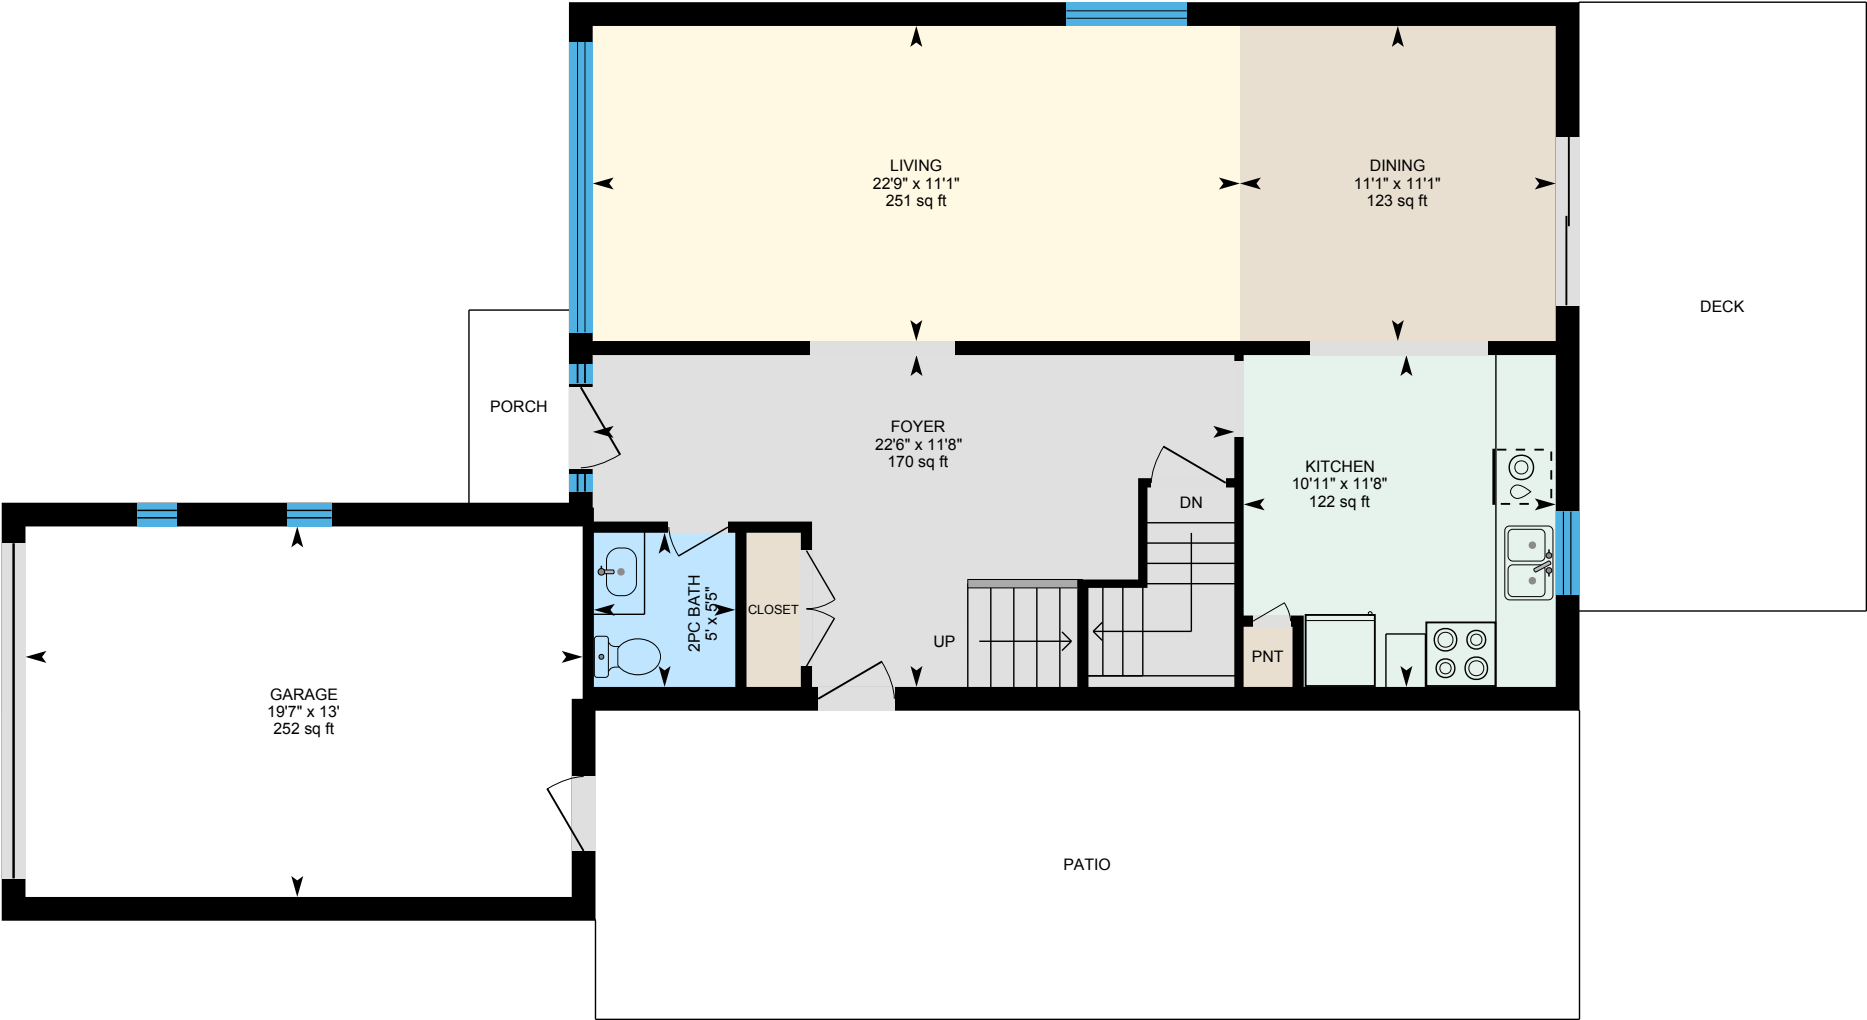 LIVING
22'9" x 11'1"
251 sq ft
DINING
11'1" x 11'1"
123 sq ft
DECK
PORCH
FOYER
22'6" x 11'8"
170 sq ft
KITCHEN
10'11" x 11'8"
122 sq ft
DN
2PC BATH
5' x 5'5"
CLOSET
UP
PNT
GARAGE
19'7" x 13'
252 sq ft
PATIO